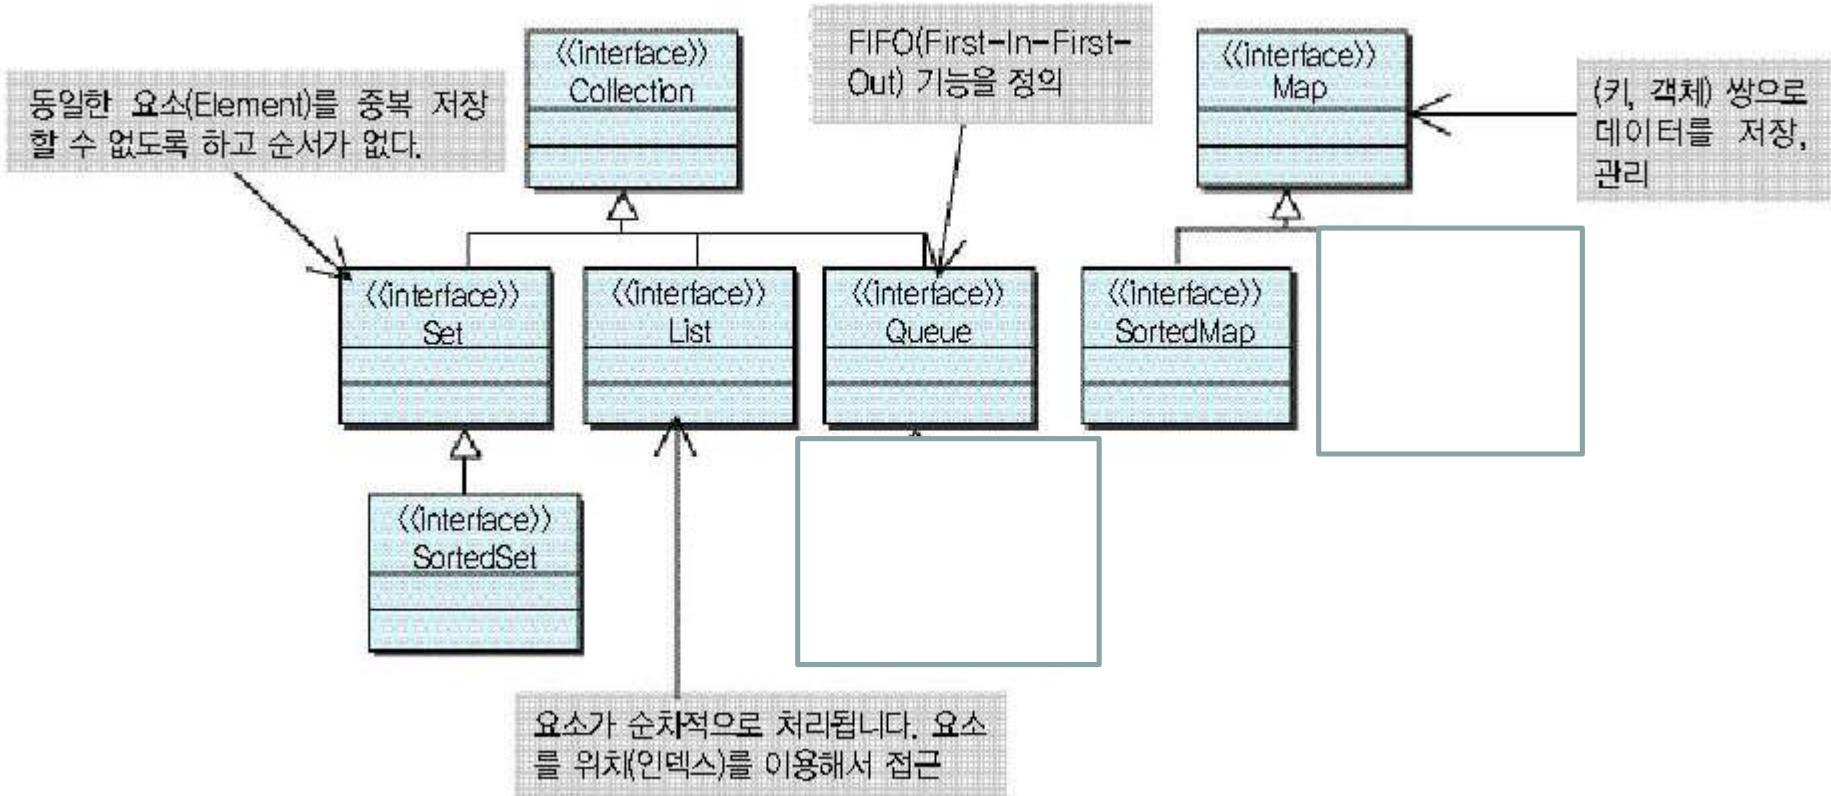 <<interface>>
Collection
FIFO(First-In-First-
Out) 기능을 정의
<<interface>>
Map
동일한 요소(Element)를 중복 저장
할 수 없도록 하고 순서가 없다.
(키, 객체) 쌍으로
데이터를 저장,
관리
<<interface>>
Set
<<interface>>
List
<<interface>>
Queue
<<interface>>
SortedMap
<<interface>>
SortedSet
요소가 순차적으로 처리됩니다. 요소
를 위치(인덱스)를 이용해서 접근